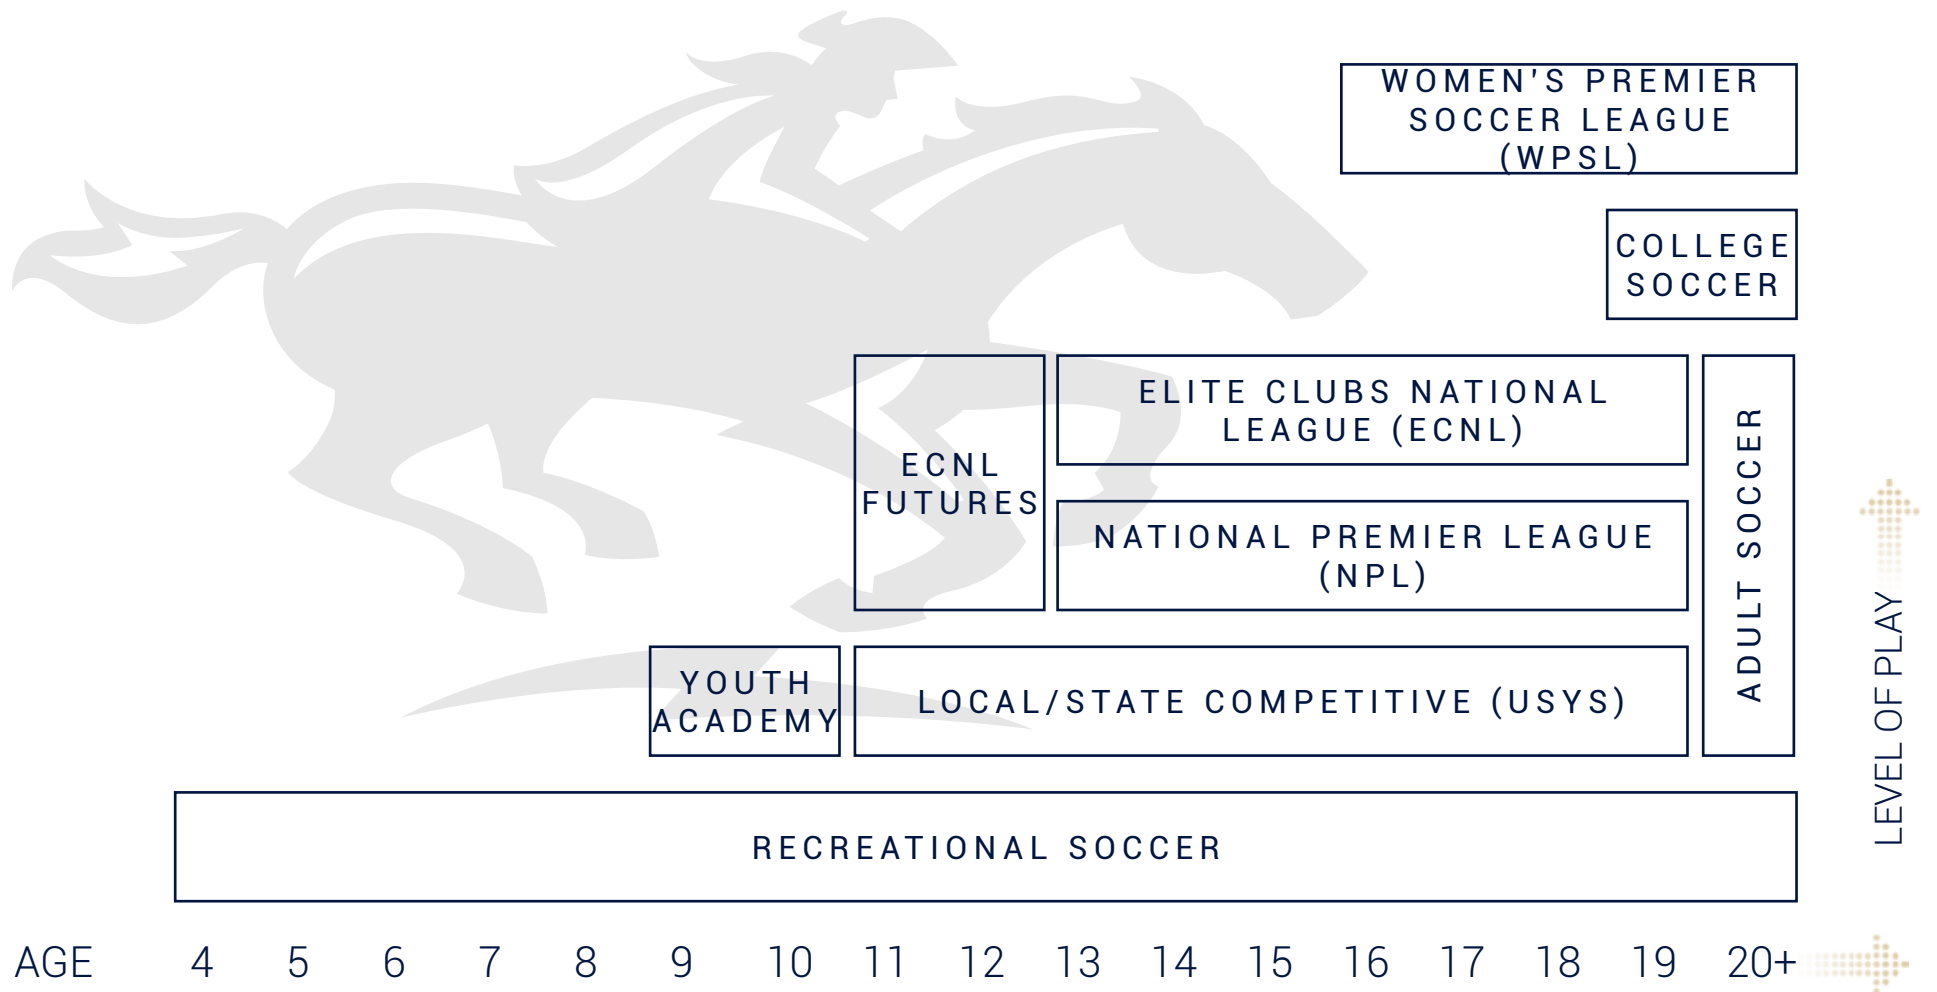 WOMEN'S PREMIER
SOCCER LEAGUE
(WPSL)
COLLEGE
SOCCER
ELITE CLUBS NATIONAL
LEAGUE (ECNL)
ECNL
FUTURES
NATIONAL PREMIER LEAGUE
(NPL)
ADULT SOCCER
YOUTH
ACADEMY
LOCAL/STATE COMPETITIVE (USYS)
RECREATIONAL SOCCER
LEVEL OF PLAY
AGE 4 5 6 7 8 9 10 11 12 13 14 15 16 17 18 19 20+